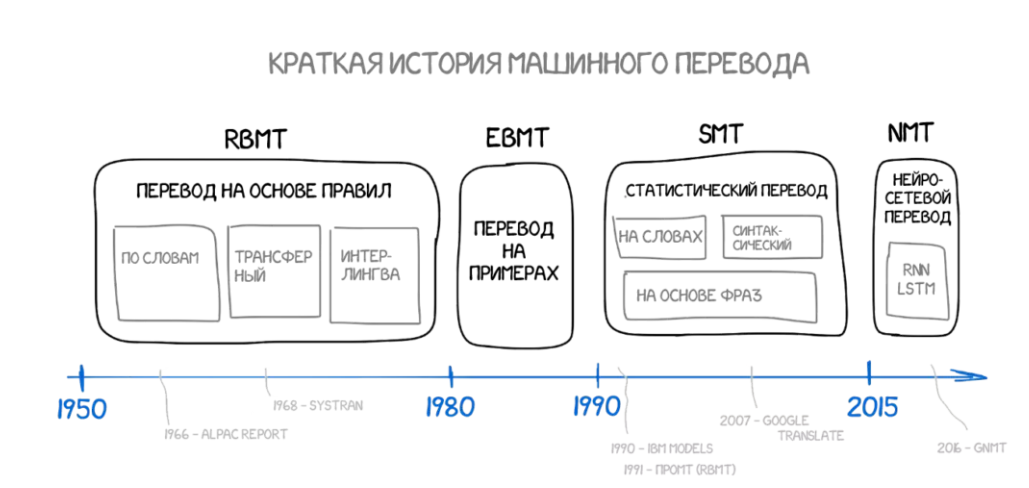 КРАТКАЯ ИСТОРИЯ МАШИННОГО ПЕРЕВОДА
RBMT
ПЕРЕВОД НА ОСНОВЕ ПРАВИЛ
ПО СЛОВАМ
ТРАНСФЕР
НЫЙ
ИНТЕР-
ЛИНГВА
EBMT
ПЕРЕВОД
НА
ПРИМЕРАХ
SMT
СТАТИСТИЧЕСКИЙ ПЕРЕВОД
НА СЛОВАХ
СИНТАК-
СИЧЕСКИЙ
НА ОСНОВЕ ФРАЗ
NMT
НЕЙРО-
СЕТЕВОЙ
ПЕРЕВОД
RNN
LSTM
1950
1966 – ALPAC REPORT
1968 – SYSTRAN
1980
1990
1990 – IBM MODELS
1991 – ПРОМТ (RBMT)
2007 – GOOGLE
TRANSLATE
2015
2016 – GNMT